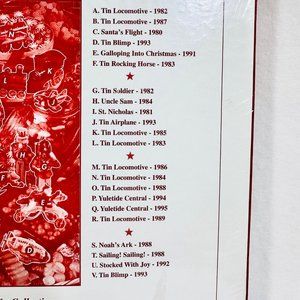 A. Tin Locomotive - 1982
B. Tin Locomotive - 1987
C. Santa's Flight - 1980
D. Tin Blimp - 1993
E. Galloping Into Christmas - 1991
F. Tin Rocking Horse - 1983
G. Tin Soldier - 1982
H. Uncle Sam - 1984
I. St. Nicholas - 1981
J. Tin Airplane - 1993
K. Tin Locomotive - 1985
L. Tin Locomotive - 1983
M. Tin Locomotive - 1986
N. Tin Locomotive - 1984
O. Tin Locomotive - 1988
P. Yuletide Central - 1994
Q. Yuletide Central - 1995
R. Tin Locomotive - 1989
S. Noah's Ark - 1988
T. Sailing! Sailing! - 1988
U. Stocked With Joy - 1992
V. Tin Blimp - 1993